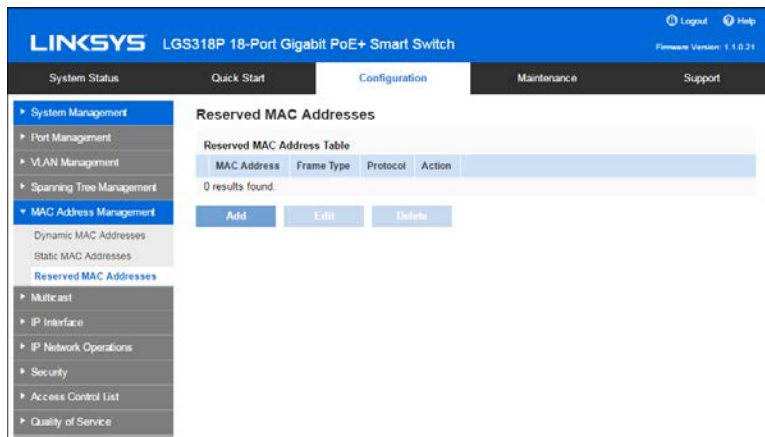 Logout Help
LINKSYS LGS318P 18-Port Gigabit PoE+ Smart Switch
Firmware Version: 1.1.0.21
System Status Quick Start Configuration Maintenance Support
System Management
Port Management
VLAN Management
Spanning Tree Management
MAC Address Management
Dynamic MAC Addresses
Static MAC Addresses
Reserved MAC Addresses
Multicast
IP Interface
IP Network Operations
Security
Access Control List
Quality of Service
Reserved MAC Addresses
Reserved MAC Address Table
MAC Address Frame Type Protocol Action
0 results found.
Add Edit Delete